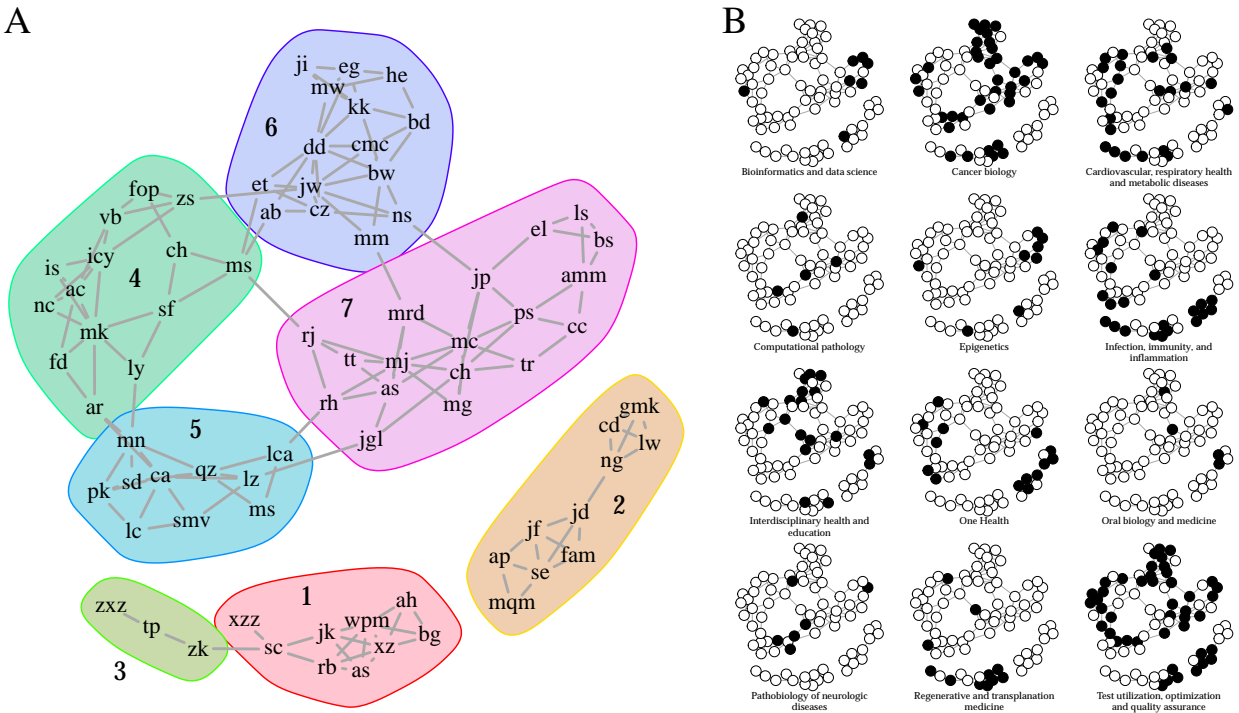 A
B
ji
eg
he
mw
kk
bd
6
dd
cmc
bw
et
jw
ab
cz
ns
mm
fop
zs
vb
ch
icy
is
ac
4
ms
nc
sf
mk
fd
ly
ar
ls
el
bs
jp
amm
7
mrd
ps
rj
mc
cc
tt
mj
ch
tr
as
rh
mg
jgl
mn
5
lca
qz
sd
ca
lz
pk
ms
smv
lc
gmk
cd
lw
ng
jd
2
jf
ap
fam
se
mqm
zxz
tp
zk
3
1
xzz
ah
wpm
jk
bg
sc
xz
rb
as
Bioinformatics and data science
Cancer biology
Cardiovascular, respiratory health
and metabolic diseases
Computational pathology
Epigenetics
Infection, immunity, and
inflammation
Interdisciplinary health and
education
One Health
Oral biology and medicine
Pathobiology of neurologic
diseases
Regenerative and transplanation
medicine
Test utilization, optimization
and quality assurance